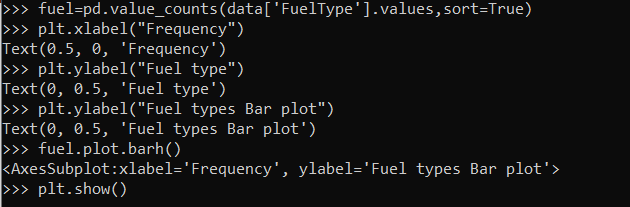 >>> fuel=pd.value_counts(data['FuelType'].values,sort=True)
>>> plt.xlabel("Frequency")
Text(0.5, 0, 'Frequency')
>>> plt.ylabel("Fuel type")
Text(0, 0.5, 'Fuel type')
>>> plt.ylabel("Fuel types Bar plot")
Text(0, 0.5, 'Fuel types Bar plot')
>>> fuel.plot.barh()
<AxesSubplot:xlabel='Frequency', ylabel='Fuel types Bar plot'>
>>> plt.show()